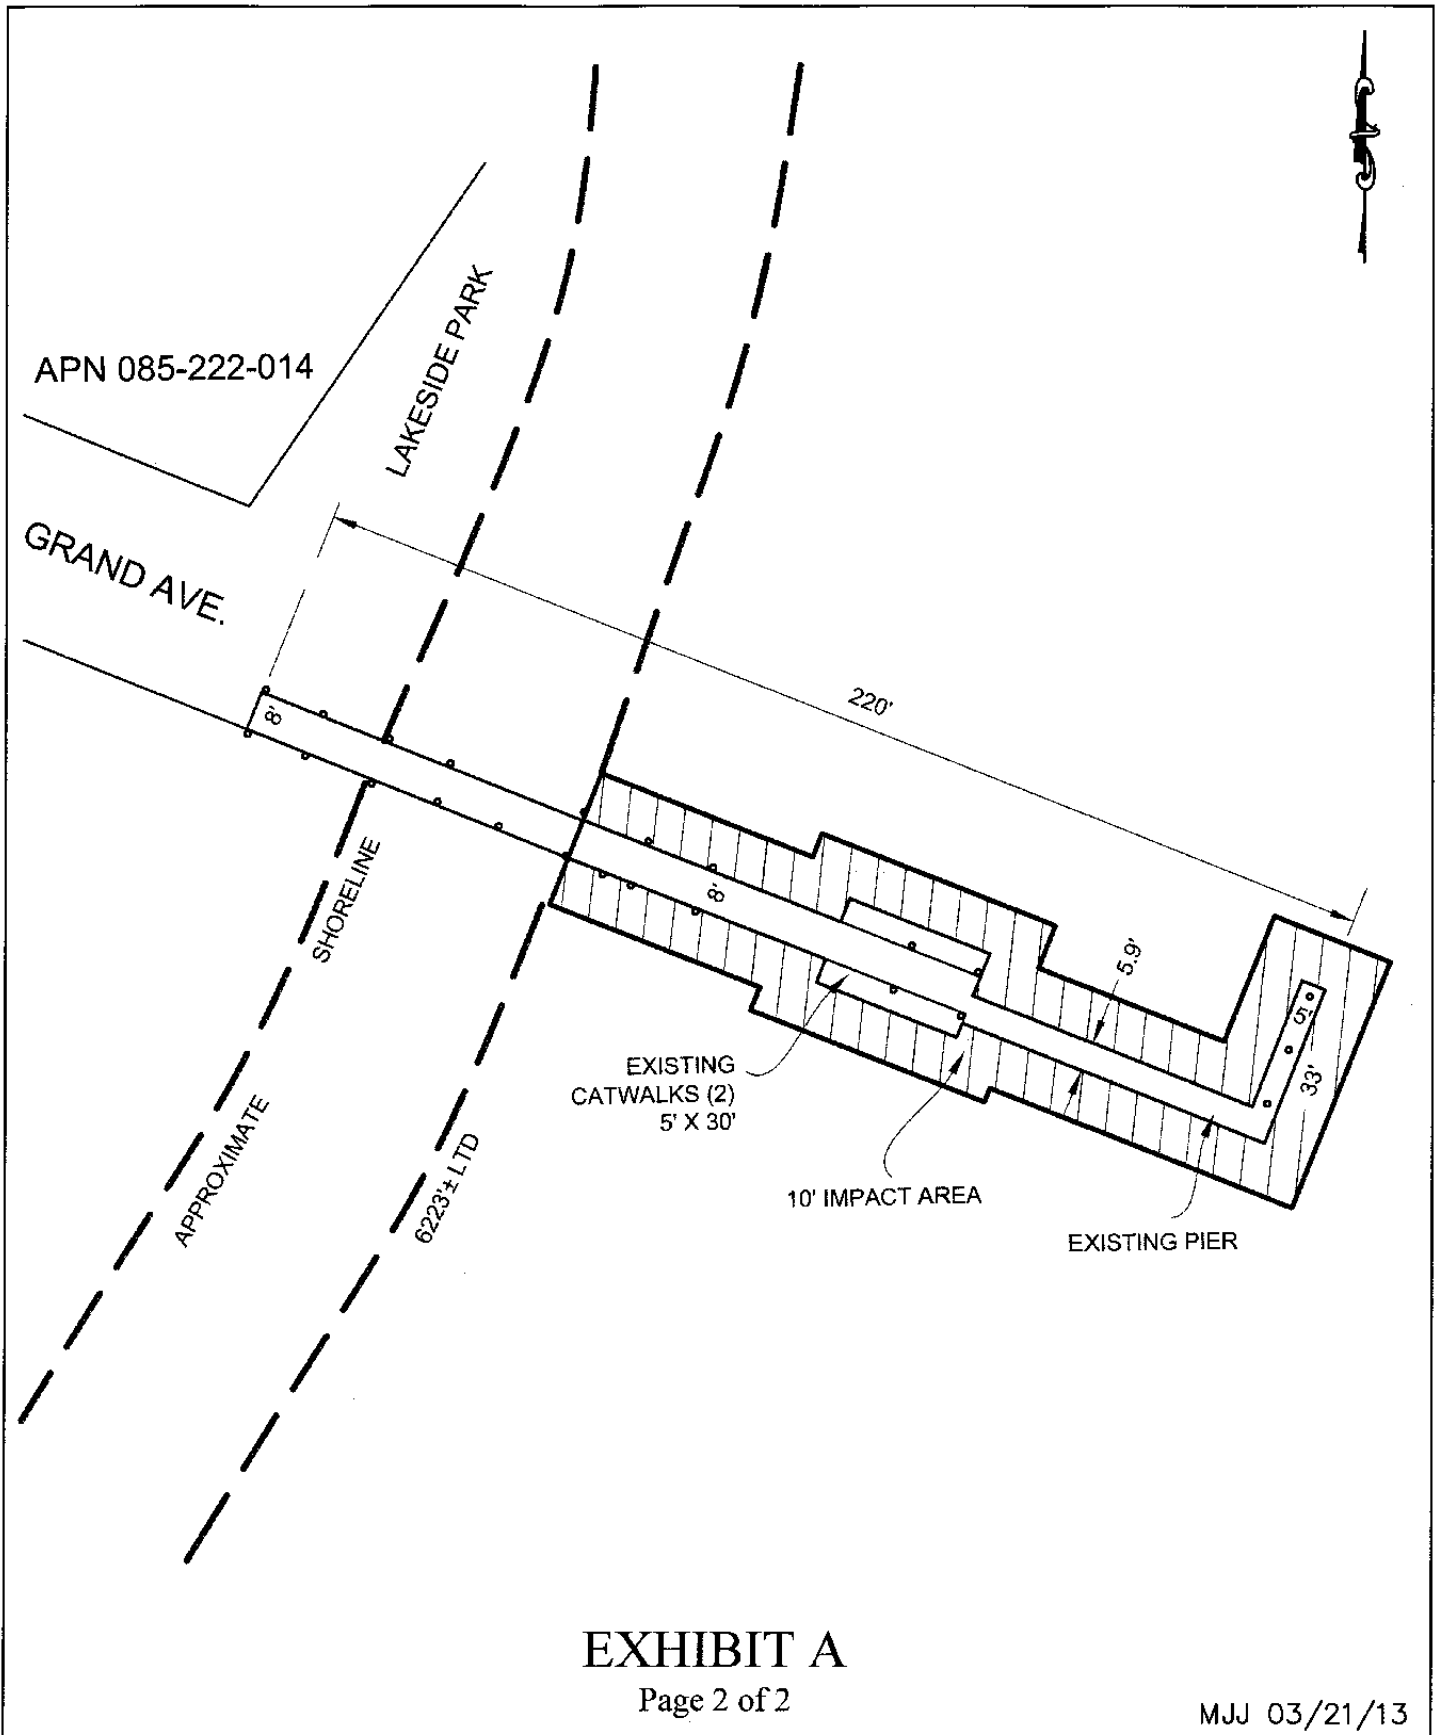 APN 085-222-014
LAKESIDE PARK
GRAND AVE.
220'
8'
8'
5.9'
5'
33'
SHORELINE
APPROXIMATE
6223'± LTD
EXISTING
CATWALKS (2)
5' X 30'
10' IMPACT AREA
EXISTING PIER
EXHIBIT A
Page 2 of 2
MJJ 03/21/13